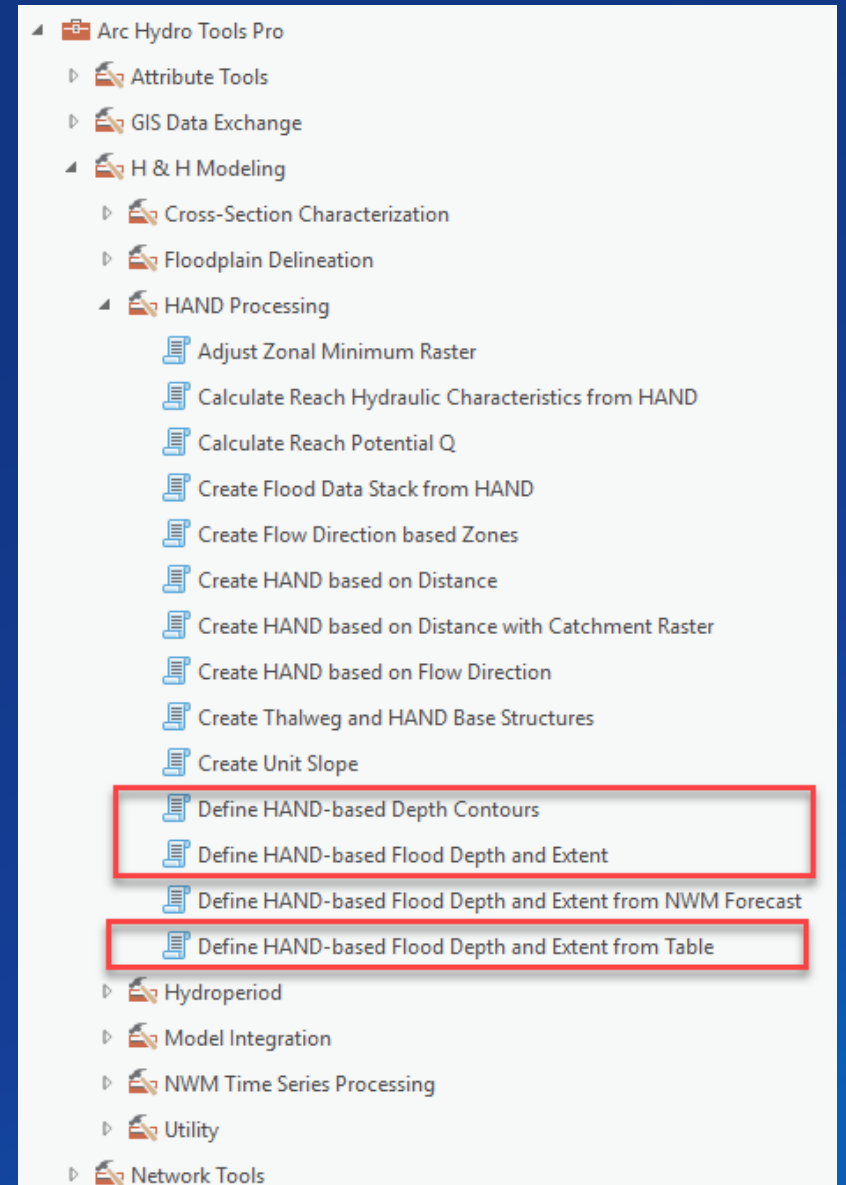 Arc Hydro Tools Pro
Attribute Tools
GIS Data Exchange
H & H Modeling
Cross-Section Characterization
Floodplain Delineation
HAND Processing
Adjust Zonal Minimum Raster
Calculate Reach Hydraulic Characteristics from HAND
Calculate Reach Potential Q
Create Flood Data Stack from HAND
Create Flow Direction based Zones
Create HAND based on Distance
Create HAND based on Distance with Catchment Raster
Create HAND based on Flow Direction
Create Thalweg and HAND Base Structures
Create Unit Slope
Define HAND-based Depth Contours
Define HAND-based Flood Depth and Extent
Define HAND-based Flood Depth and Extent from NWM Forecast
Define HAND-based Flood Depth and Extent from Table
Hydroperiod
Model Integration
NWM Time Series Processing
Utility
Network Tools